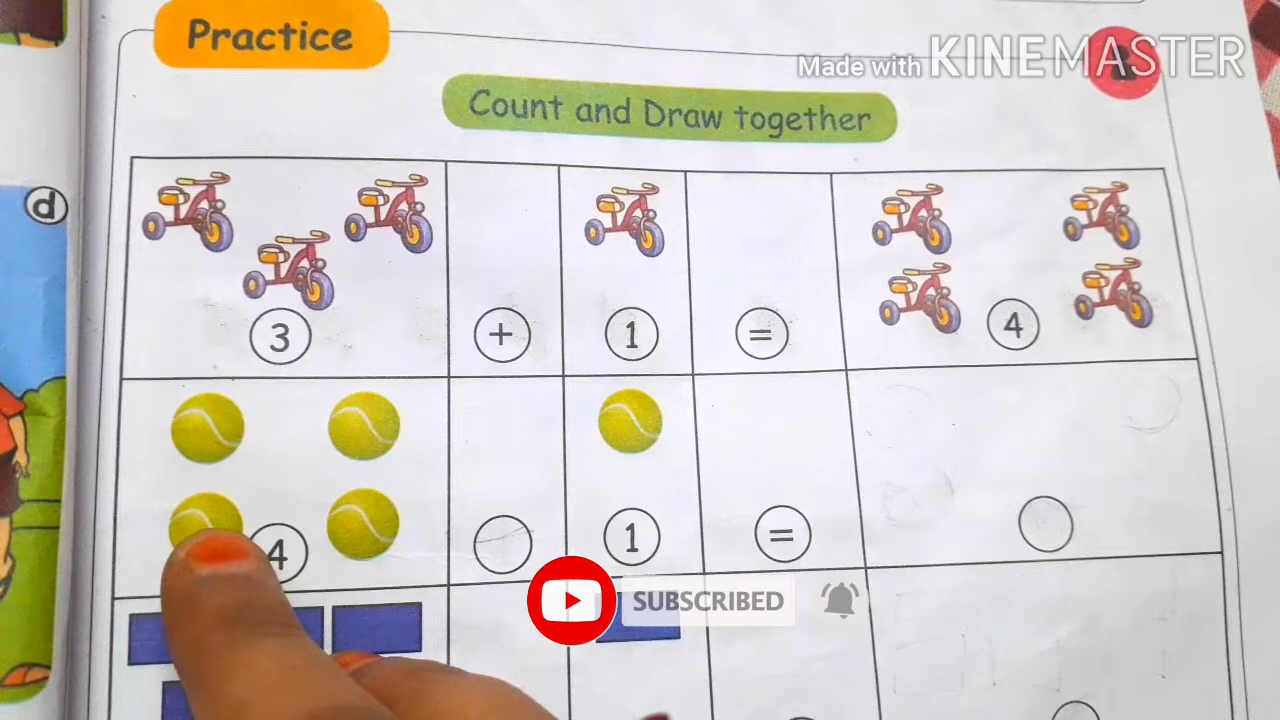 Practice
Made with KINEMASTER
Count and Draw together
d
3 + 1 = 4
4 1 =
SUBSCRIBED